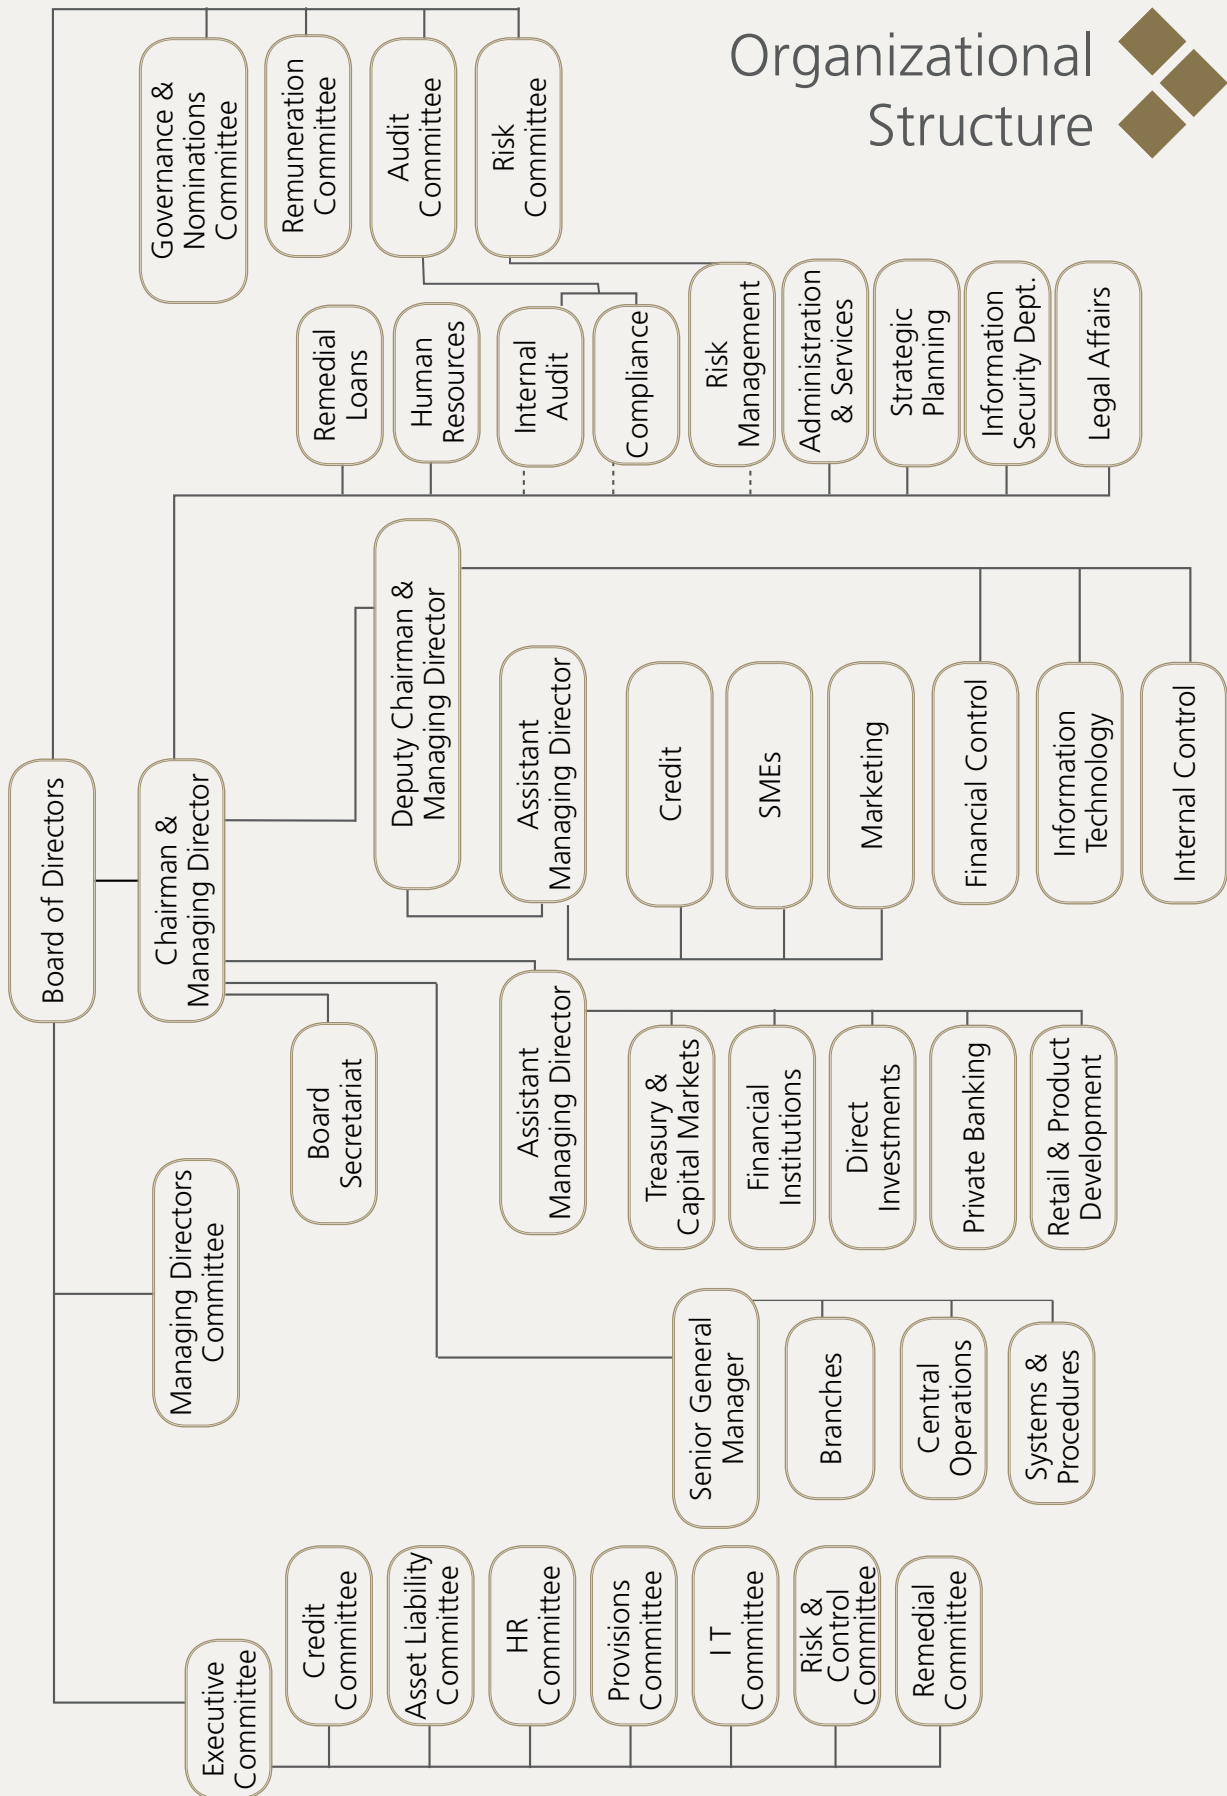 Organizational
Structure
Board of Directors
Chairman &
Managing Director
Governance &
Nominations
Committee
Remuneration
Committee
Audit
Committee
Risk
Committee
Managing Directors
Committee
Executive
Committee
Credit
Committee
Asset Liability
Committee
HR
Committee
Provisions
Committee
I T
Committee
Risk &
Control
Committee
Remedial
Committee
Board
Secretariat
Senior General
Manager
Branches
Central
Operations
Systems &
Procedures
Assistant
Managing Director
Treasury &
Capital Markets
Financial
Institutions
Direct
Investments
Private Banking
Retail & Product
Development
Deputy Chairman &
Managing Director
Assistant
Managing Director
Credit
SMEs
Marketing
Financial Control
Information
Technology
Internal Control
Remedial
Loans
Human
Resources
Internal
Audit
Compliance
Risk
Management
Administration
& Services
Strategic
Planning
Information
Security Dept.
Legal Affairs